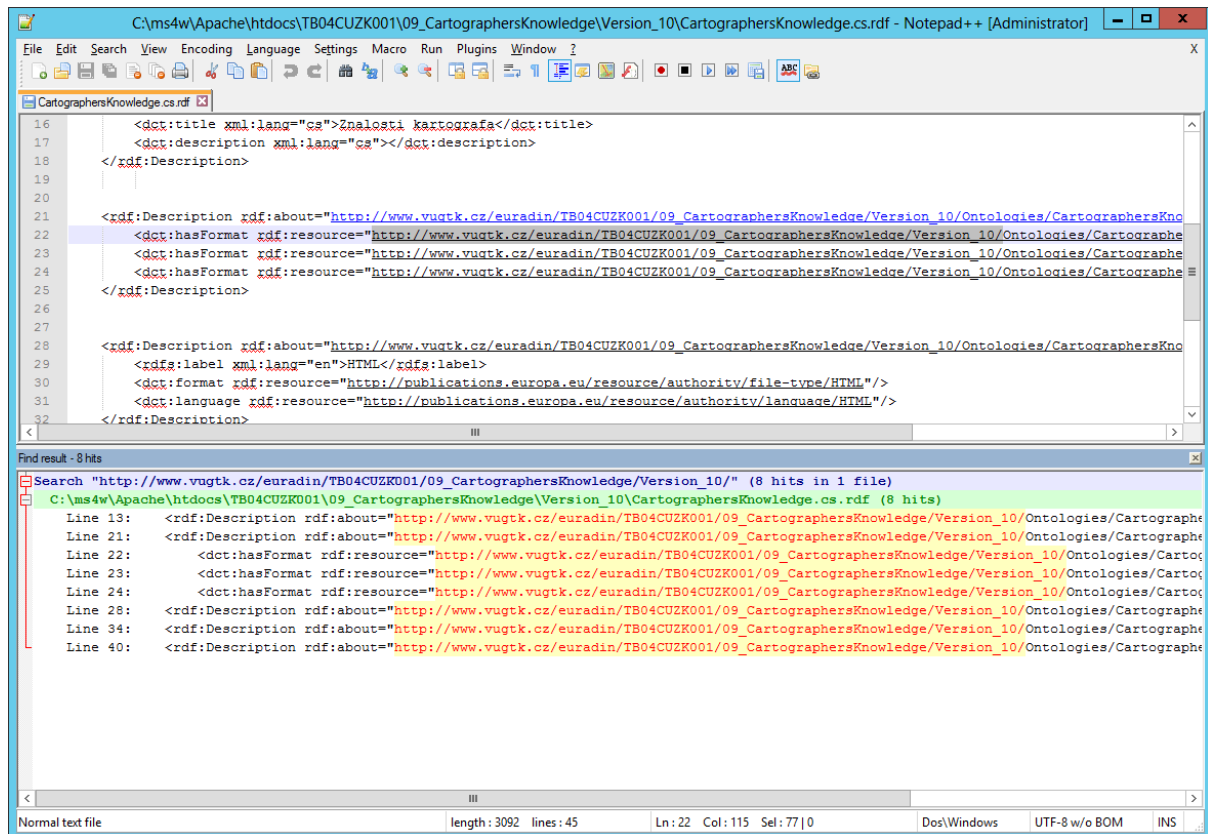 C:\ms4w\Apache\htdocs\TB04CUZK001\09_CartographersKnowledge\Version_10\CartographersKnowledge.cs.rdf - Notepad++ [Administrator]
File Edit Search View Encoding Language Settings Macro Run Plugins Window ? X
ABC
CartographersKnowledge.cs.rdf
16 <dct:title xml:lang="cs">Znalosti kartografa</dct:title>
17 <dct:description xml:lang="cs"></dct:description>
18 </rdf:Description>
19
20
21 <rdf:Description rdf:about="http://www.vugtk.cz/euradin/TB04CUZK001/09_CartographersKnowledge/Version_10/Ontologies/CartographersKno
22 <dct:hasFormat rdf:resource="http://www.vugtk.cz/euradin/TB04CUZK001/09_CartographersKnowledge/Version_10/Ontologies/Cartographe
23 <dct:hasFormat rdf:resource="http://www.vugtk.cz/euradin/TB04CUZK001/09_CartographersKnowledge/Version_10/Ontologies/Cartographe
24 <dct:hasFormat rdf:resource="http://www.vugtk.cz/euradin/TB04CUZK001/09_CartographersKnowledge/Version_10/Ontologies/Cartographe
25 </rdf:Description>
26
27
28 <rdf:Description rdf:about="http://www.vugtk.cz/euradin/TB04CUZK001/09_CartographersKnowledge/Version_10/Ontologies/CartographersKno
29 <rdfs:label xml:lang="en">HTML</rdfs:label>
30 <dct:format rdf:resource="http://publications.europa.eu/resource/authority/file-type/HTML"/>
31 <dct:language rdf:resource="http://publications.europa.eu/resource/authority/language/HTML"/>
32 </rdf:Description>
Find result - 8 hits
Search "http://www.vugtk.cz/euradin/TB04CUZK001/09_CartographersKnowledge/Version_10/" (8 hits in 1 file)
C:\ms4w\Apache\htdocs\TB04CUZK001\09_CartographersKnowledge\Version_10\CartographersKnowledge.cs.rdf (8 hits)
Line 13: <rdf:Description rdf:about="http://www.vugtk.cz/euradin/TB04CUZK001/09_CartographersKnowledge/Version_10/Ontologies/Cartographe
Line 21: <rdf:Description rdf:about="http://www.vugtk.cz/euradin/TB04CUZK001/09_CartographersKnowledge/Version_10/Ontologies/Cartographe
Line 22: <dct:hasFormat rdf:resource="http://www.vugtk.cz/euradin/TB04CUZK001/09_CartographersKnowledge/Version_10/Ontologies/Cartog
Line 23: <dct:hasFormat rdf:resource="http://www.vugtk.cz/euradin/TB04CUZK001/09_CartographersKnowledge/Version_10/Ontologies/Cartog
Line 24: <dct:hasFormat rdf:resource="http://www.vugtk.cz/euradin/TB04CUZK001/09_CartographersKnowledge/Version_10/Ontologies/Cartog
Line 28: <rdf:Description rdf:about="http://www.vugtk.cz/euradin/TB04CUZK001/09_CartographersKnowledge/Version_10/Ontologies/Cartographe
Line 34: <rdf:Description rdf:about="http://www.vugtk.cz/euradin/TB04CUZK001/09_CartographersKnowledge/Version_10/Ontologies/Cartographe
Line 40: <rdf:Description rdf:about="http://www.vugtk.cz/euradin/TB04CUZK001/09_CartographersKnowledge/Version_10/Ontologies/Cartographe
Normal text file length : 3092 lines : 45 Ln : 22 Col : 115 Sel : 77 | 0 Dos\Windows UTF-8 w/o BOM INS